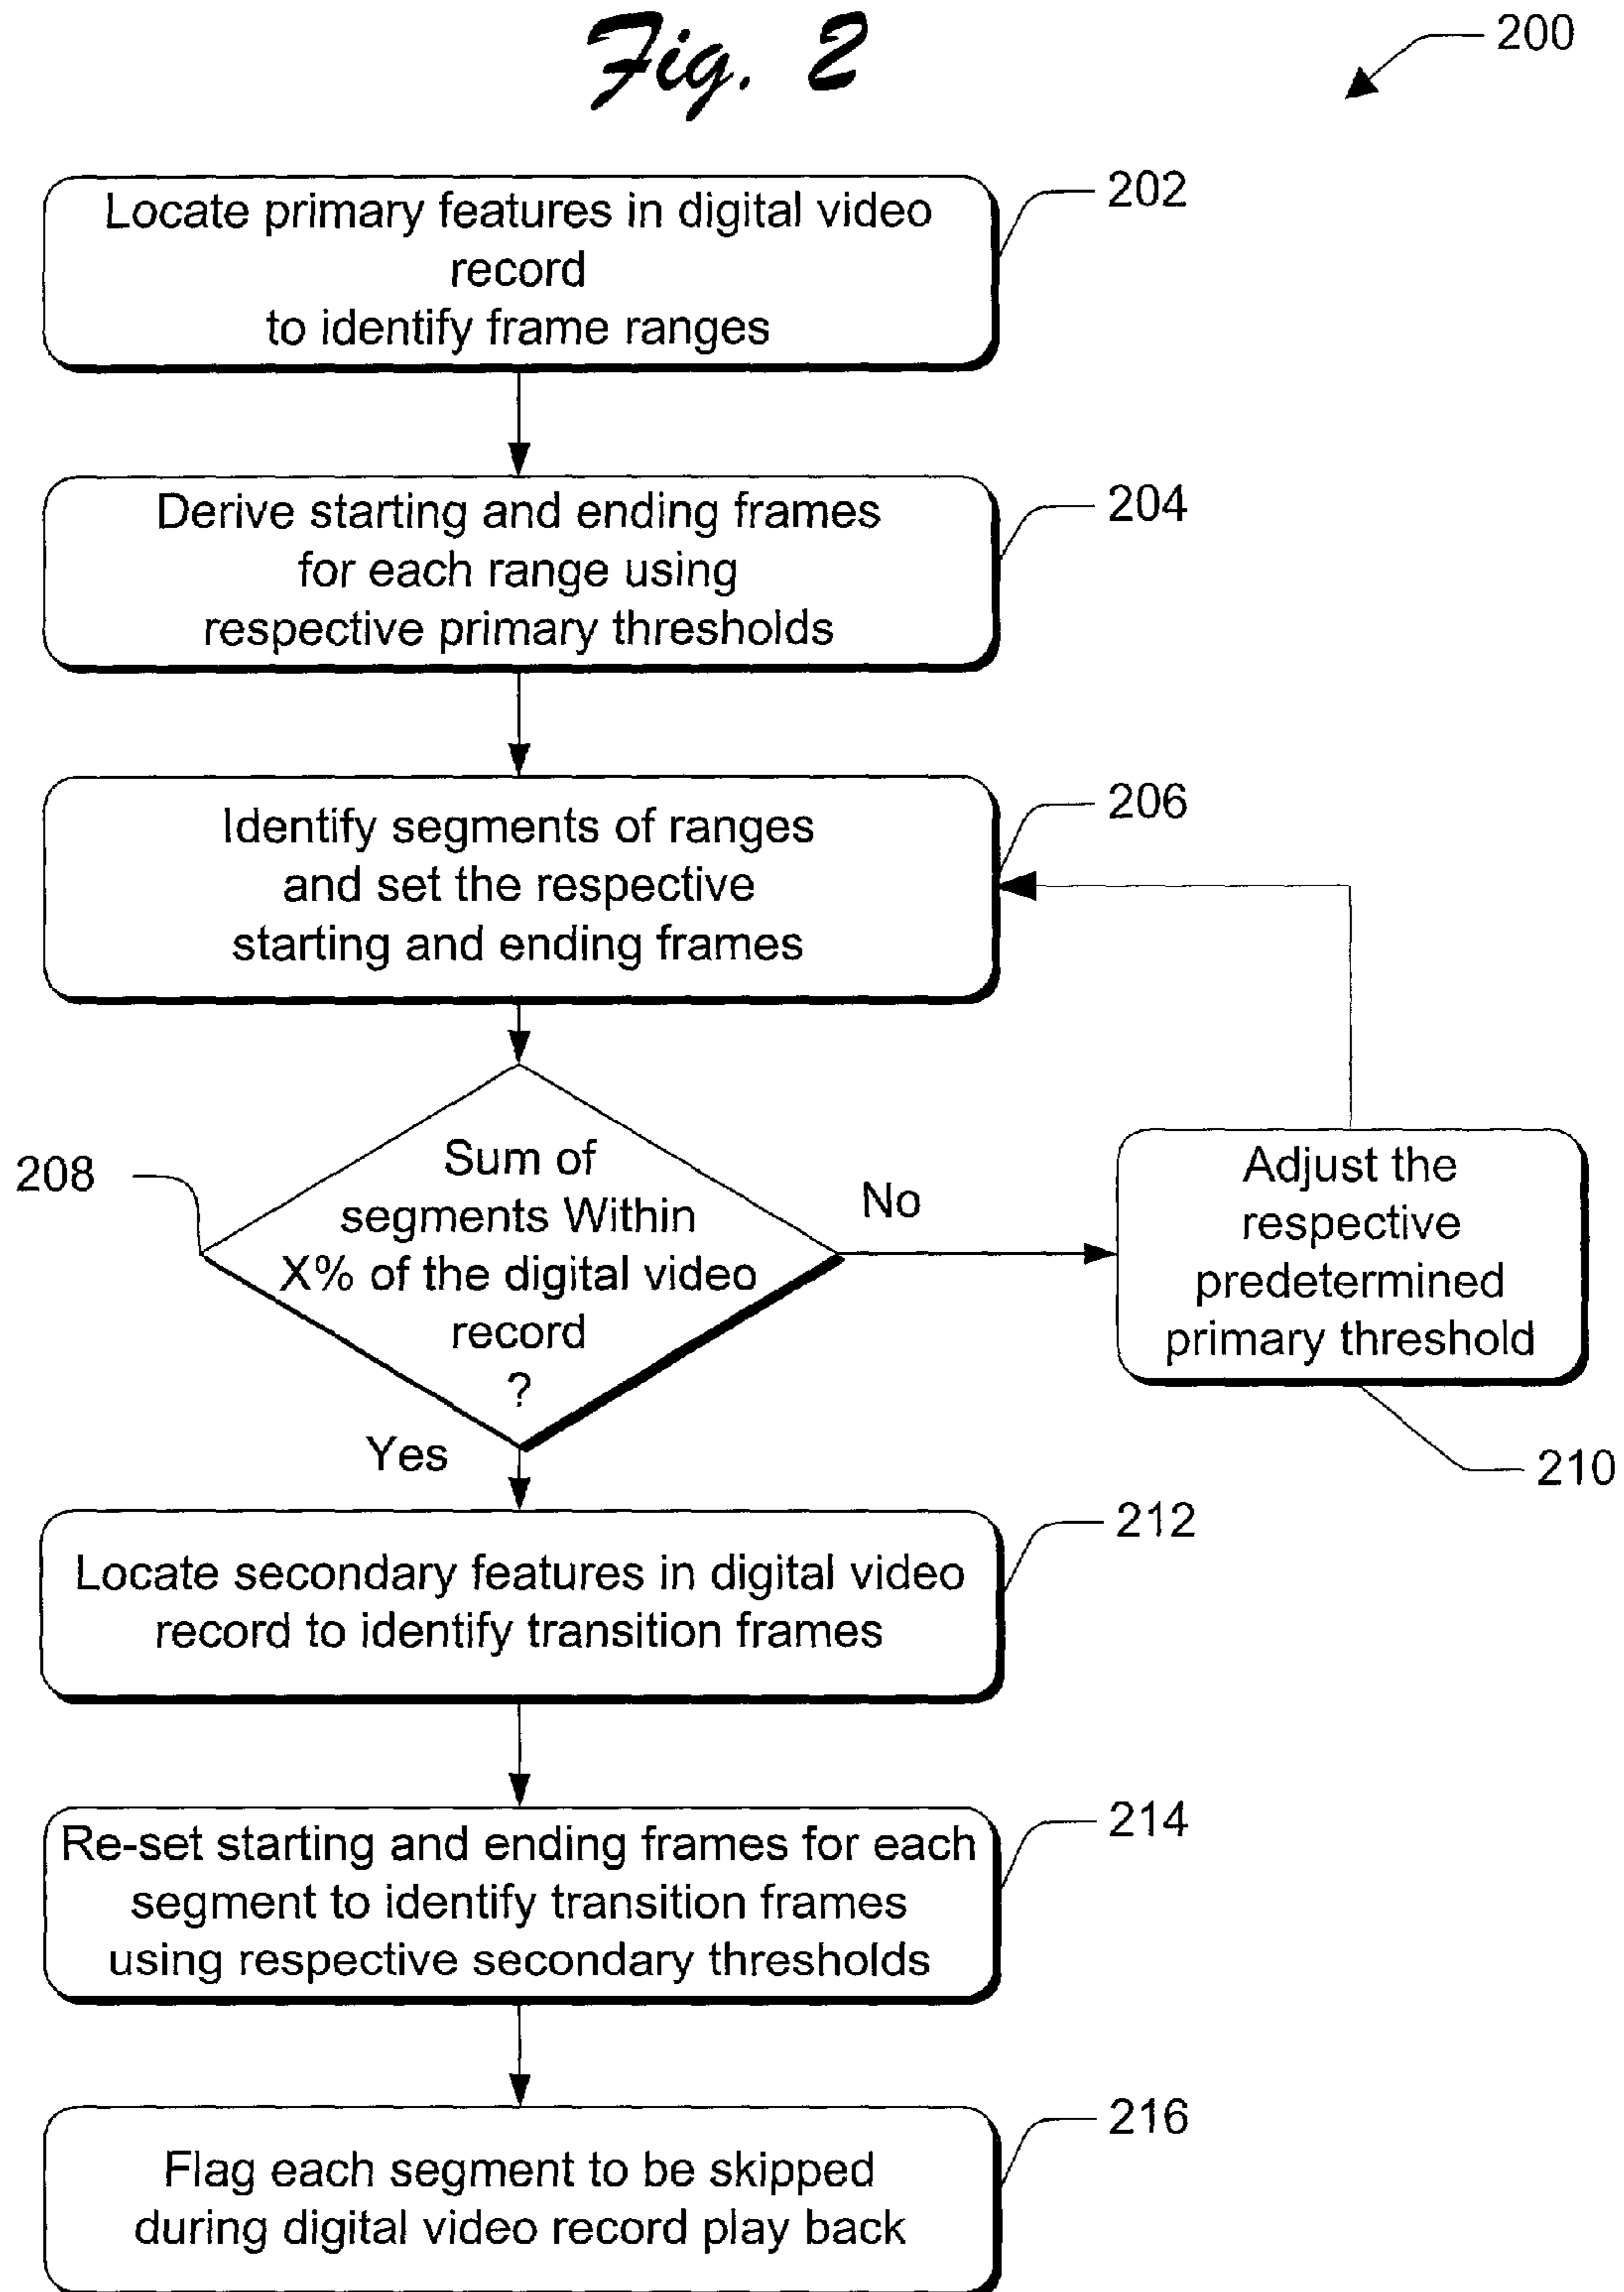 Fig. 2
200
Locate primary features in digital video
record
to identify frame ranges
202
Derive starting and ending frames
for each range using
respective primary thresholds
204
Identify segments of ranges
and set the respective
starting and ending frames
206
208
Sum of
segments Within
X% of the digital video
record
?
No
Yes
Adjust the
respective
predetermined
primary threshold
210
Locate secondary features in digital video
record to identify transition frames
212
Re-set starting and ending frames for each
segment to identify transition frames
using respective secondary thresholds
214
Flag each segment to be skipped
during digital video record play back
216